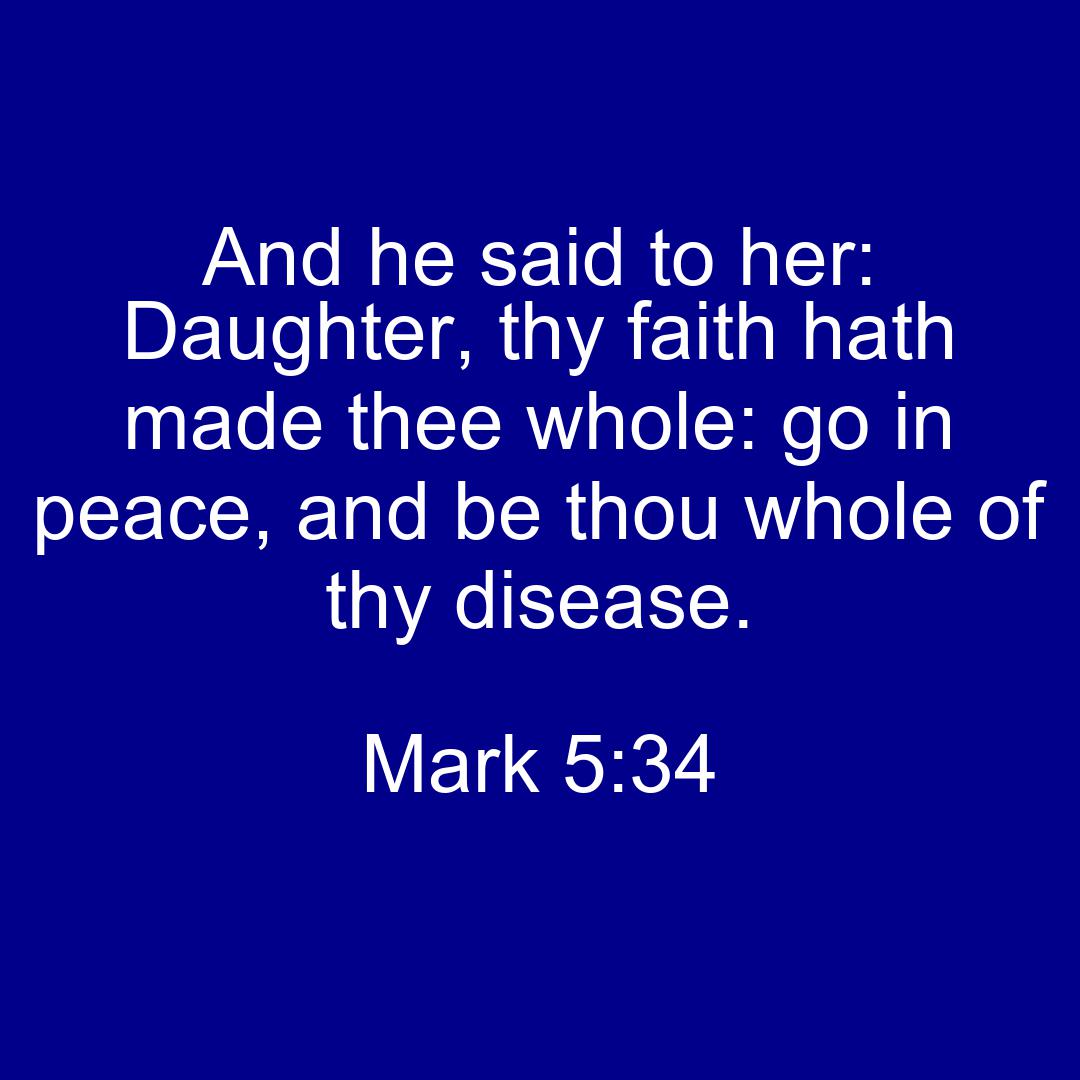 And he said to her:
Daughter, thy faith hath
made thee whole: go in
peace, and be thou whole of
thy disease.
Mark 5:34